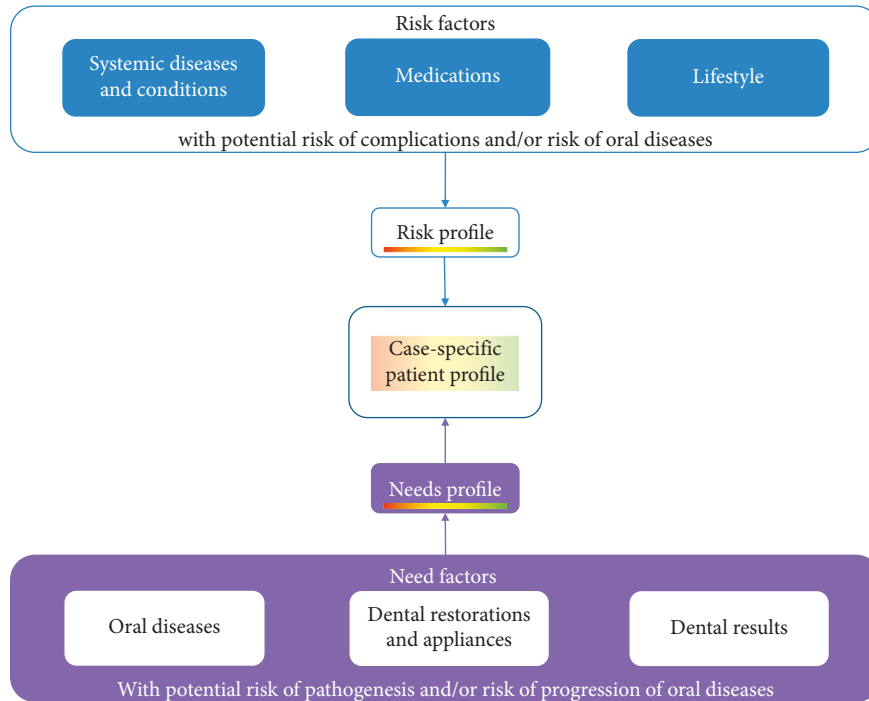 Risk factors
Systemic diseases
and conditions
Medications
Lifestyle
with potential risk of complications and/or risk of oral diseases
Risk profile
Case-specific
patient profile
Needs profile
Need factors
Oral diseases
Dental restorations
and appliances
Dental results
With potential risk of pathogenesis and/or risk of progression of oral diseases